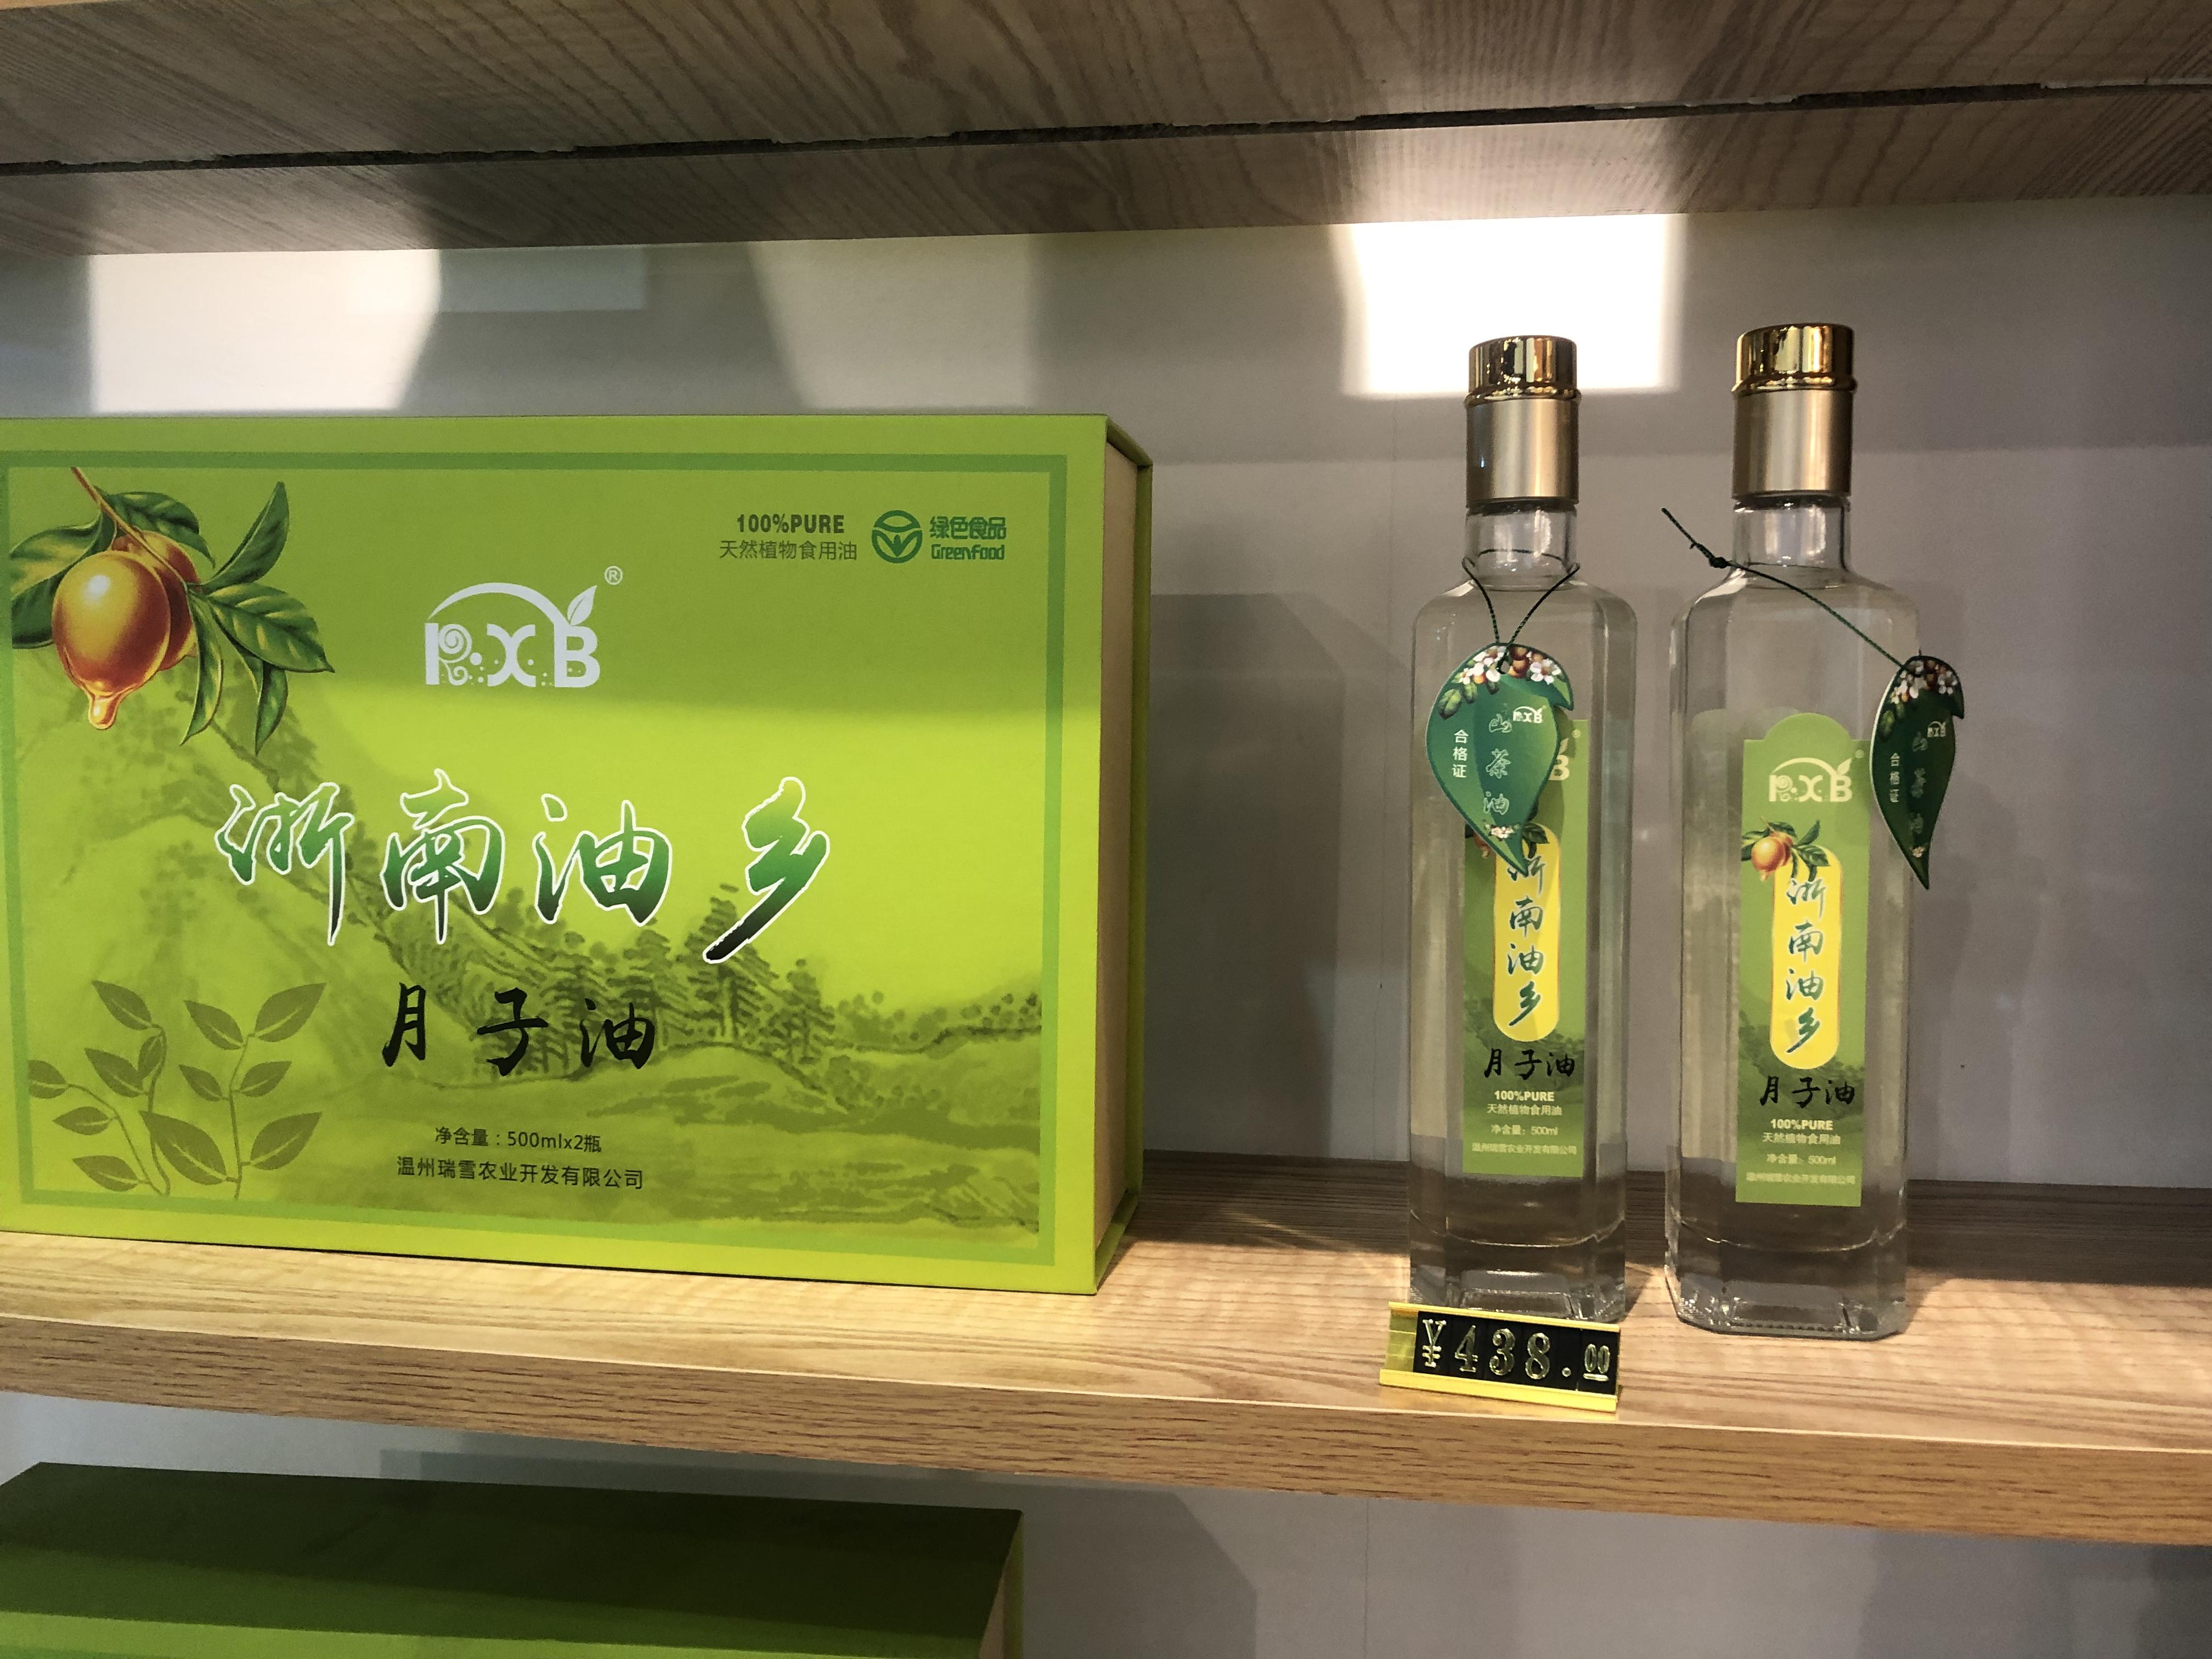 100%PURE
天然植物食用油
绿色食品
GreenFood
R.X.B
®
浙南油乡
月子油
净含量：500mlx2瓶
温州瑞雪农业开发有限公司
RXB
山茶油
合格证
B
浙南油乡
月子油
100%PURE
天然植物食用油
净含量：500ml
温州瑞雪农业开发有限公司
RXB
山茶油
合格证
R.X.B
浙南油乡
月子油
100%PURE
天然植物食用油
净含量：500ml
温州瑞雪农业开发有限公司
¥438.00